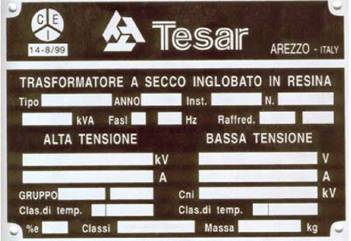 CEI
14-8/99
Tesar
AREZZO - ITALY
TRASFORMATORE A SECCO INGLOBATO IN RESINA
Tipo ANNO Inst. N.
kVA Fasi Hz Raffred.
ALTA TENSIONE BASSA TENSIONE
kV V
A A
GRUPPO Cni kV
Clas.di temp. Clas.di temp.
%e Classi Massa kg